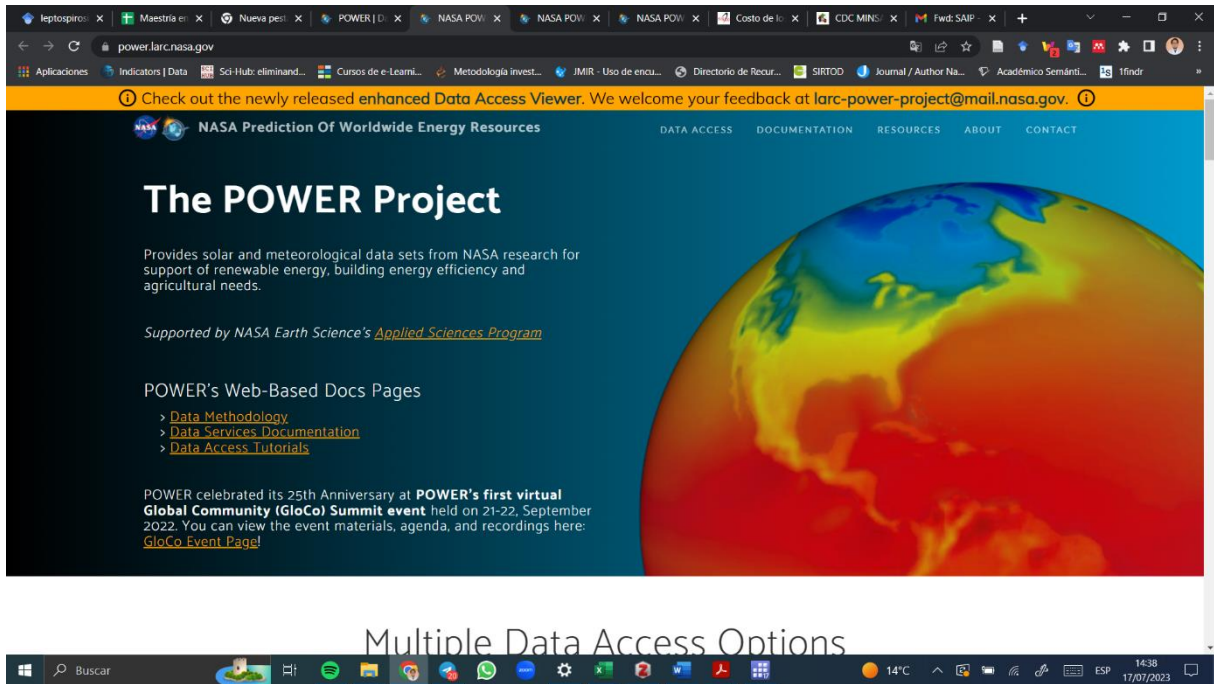 leptospiros
Maestría en
Nueva pest
POWER | D
NASA POW
NASA POW
NASA POW
Costo de lo
CDC MINSA
Fwd: SAIP -
power.larc.nasa.gov
Aplicaciones
Indicators | Data
Sci-Hub: eliminand...
Cursos de e-Learni...
Metodología invest...
JMIR - Uso de encu...
Directorio de Recur...
SIRTOD
Journal / Author Na...
Académico Semánti...
1findr
»
Check out the newly released enhanced Data Access Viewer. We welcome your feedback at larc-power-project@mail.nasa.gov.
NASA Prediction Of Worldwide Energy Resources
DATA ACCESS
DOCUMENTATION
RESOURCES
ABOUT
CONTACT
The POWER Project
Provides solar and meteorological data sets from NASA research for
support of renewable energy, building energy efficiency and
agricultural needs.
Supported by NASA Earth Science's Applied Sciences Program
POWER's Web-Based Docs Pages
> Data Methodology
> Data Services Documentation
> Data Access Tutorials
POWER celebrated its 25th Anniversary at POWER's first virtual
Global Community (GloCo) Summit event held on 21-22, September
2022. You can view the event materials, agenda, and recordings here:
GloCo Event Page!
Multiple Data Access Options
Buscar
14°C
ESP
14:38
17/07/2023